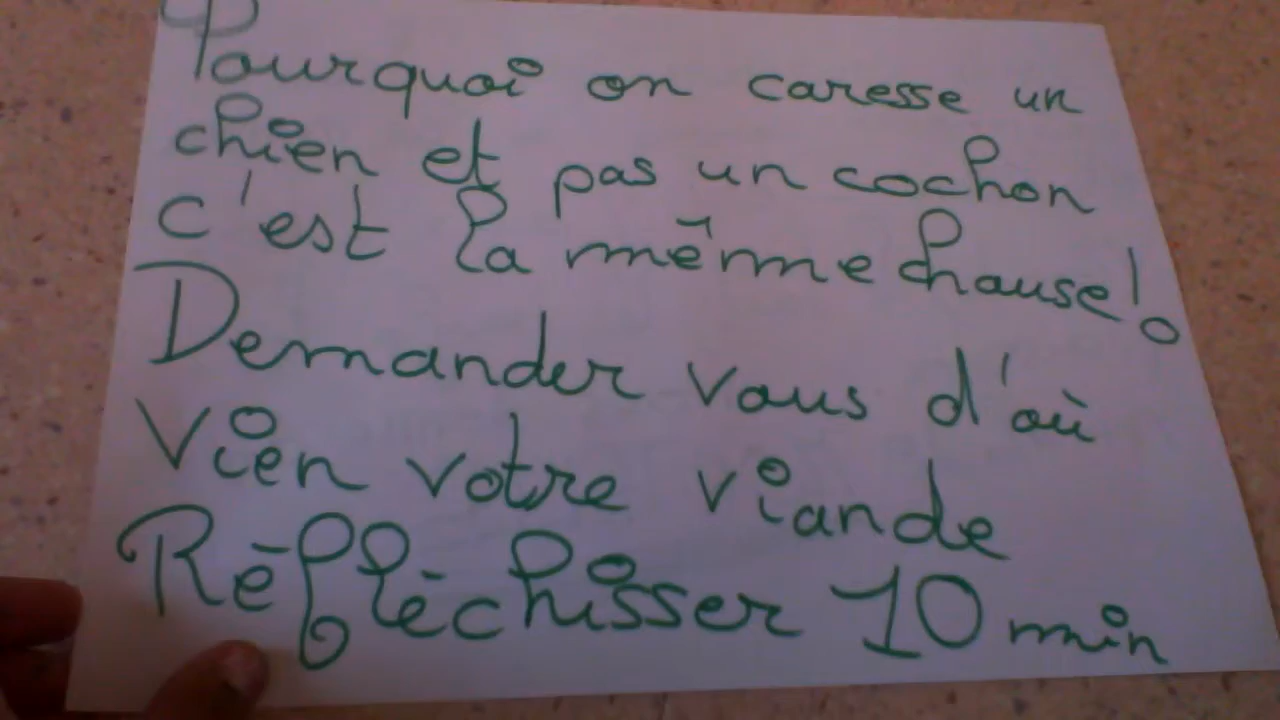 Pourquoi on caresse un
chien et pas un cochon
c'est la même chause!
Demander vous d'où
Vien votre viande
Réfléchisser 10 min